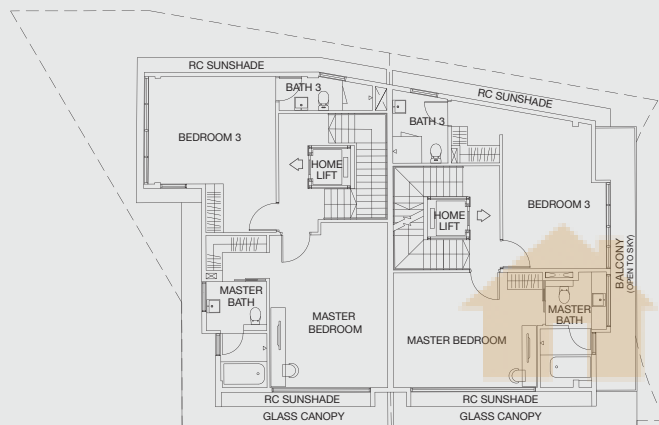 RC SUNSHADE
BATH 3
RC SUNSHADE
BATH 3
BEDROOM 3
HOME
LIFT
BEDROOM 3
HOME
LIFT
BALCONY
(OPEN TO SKY)
MASTER
BATH
MASTER
BEDROOM
MASTER
BATH
MASTER BEDROOM
RC SUNSHADE
RC SUNSHADE
GLASS CANOPY
GLASS CANOPY